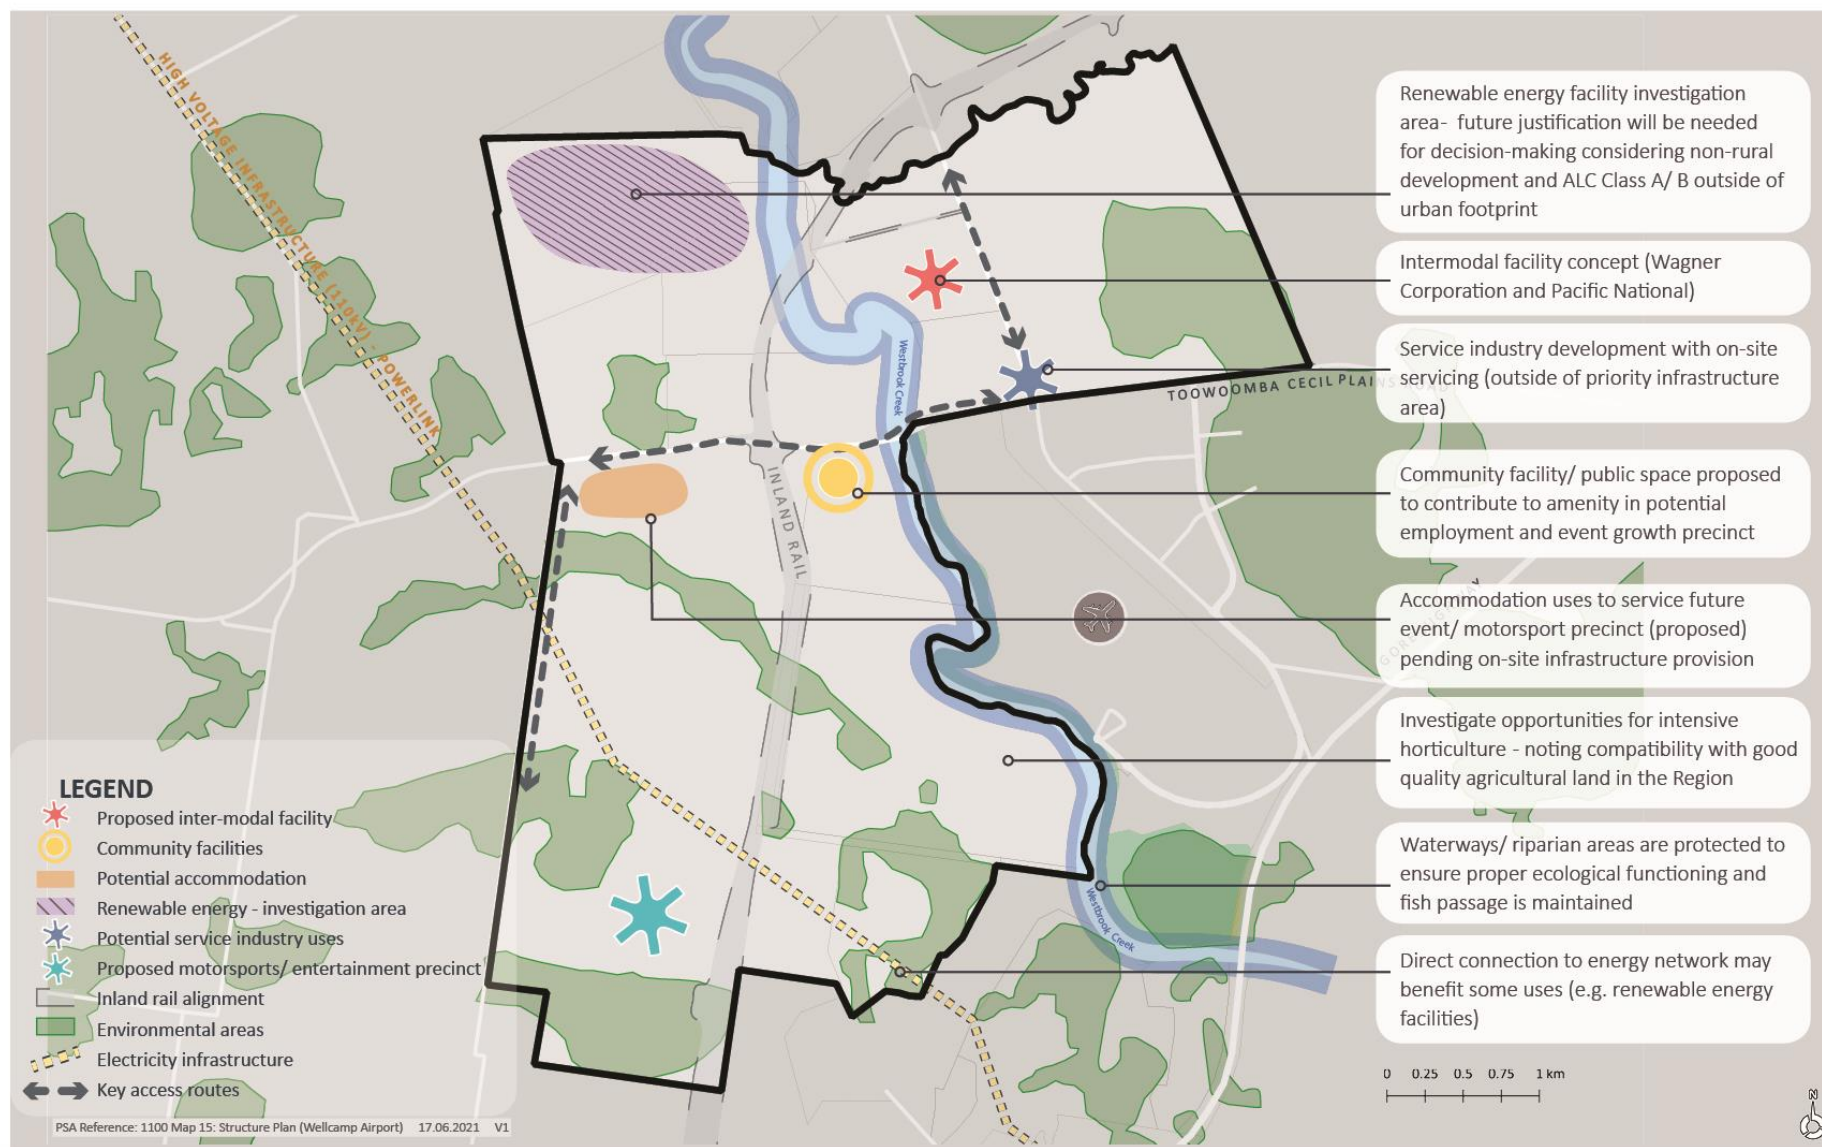 HIGH VOLTAGE INFRASTRUCTURE (110kV) - POWERLINK
Renewable energy facility investigation
area- future justification will be needed
for decision-making considering non-rural
development and ALC Class A/ B outside of
urban footprint
Intermodal facility concept (Wagner
Corporation and Pacific National)
Service industry development with on-site
servicing (outside of priority infrastructure
area)
TOOWOOMBA CECIL PLAINS ROAD
Westbrook Creek
INLAND RAIL
Community facility/ public space proposed
to contribute to amenity in potential
employment and event growth precinct
Accommodation uses to service future
event/ motorsport precinct (proposed)
pending on-site infrastructure provision
GORE HIGHWAY
Investigate opportunities for intensive
horticulture - noting compatibility with good
quality agricultural land in the Region
Waterways/ riparian areas are protected to
ensure proper ecological functioning and
fish passage is maintained
Westbrook Creek
Direct connection to energy network may
benefit some uses (e.g. renewable energy
facilities)
LEGEND
Proposed inter-modal facility
Community facilities
Potential accommodation
Renewable energy - investigation area
Potential service industry uses
Proposed motorsports/ entertainment precinct
Inland rail alignment
Environmental areas
Electricity infrastructure
Key access routes
0 0.25 0.5 0.75 1 km
N
PSA Reference: 1100 Map 15: Structure Plan (Wellcamp Airport) 17.06.2021 V1